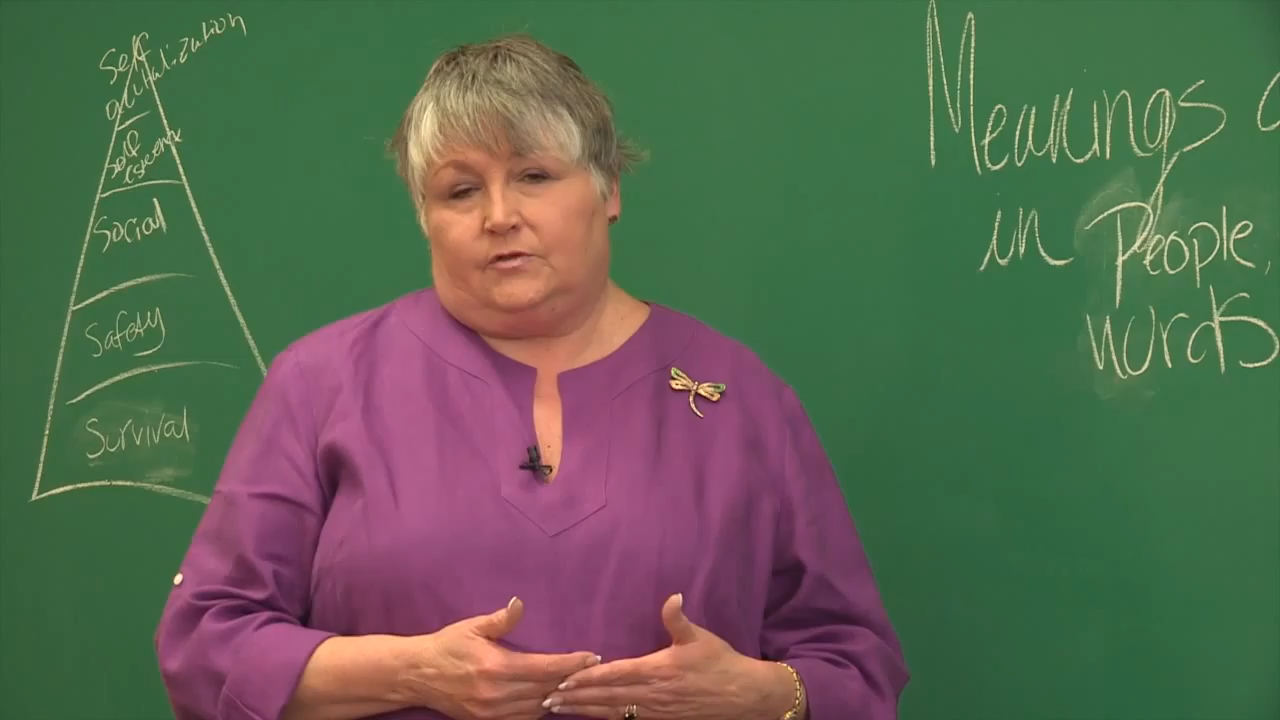 Self
actualization
Self
esteem
Social
Safety
Survival
Meanings
in People,
words